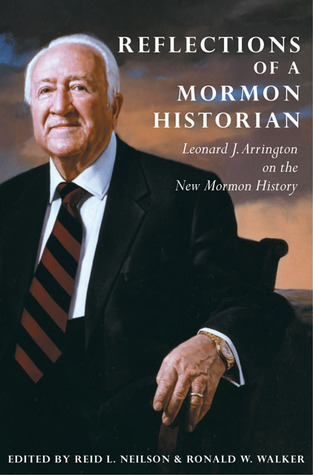 REFLECTIONS
OF A
MORMON
HISTORIAN
Leonard J. Arrington
on the
New Mormon History
EDITED BY REID L. NEILSON & RONALD W. WALKER